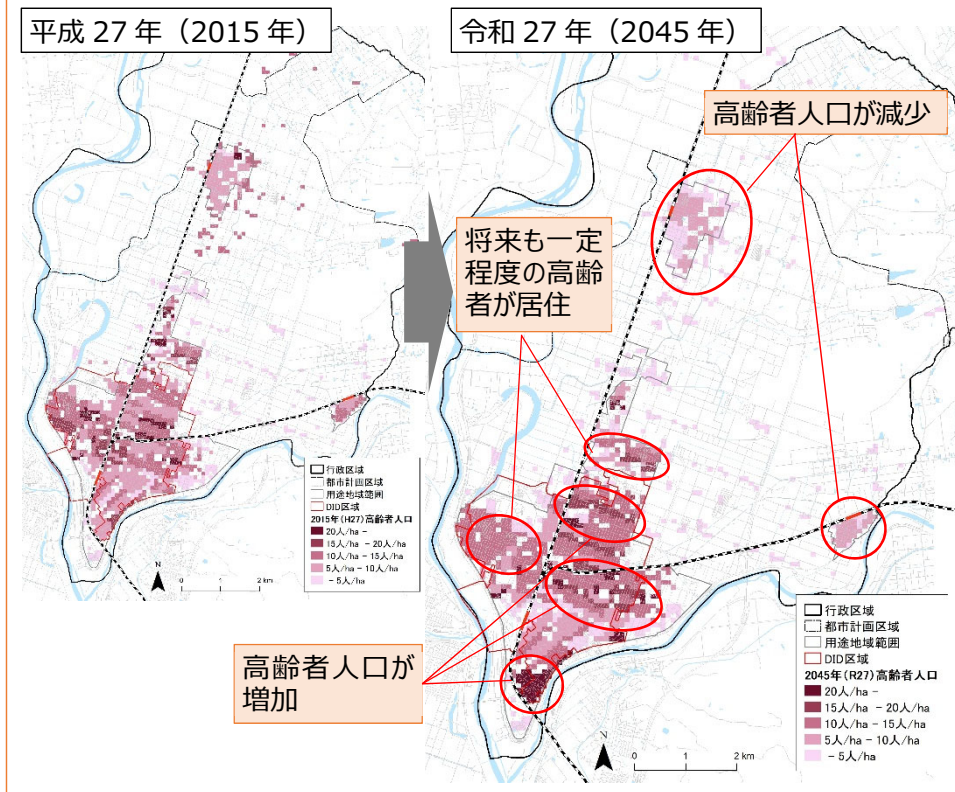 平成 27 年（2015 年）
令和 27 年（2045 年）
高齢者人口が減少
将来も一定
程度の高齢
者が居住
高齢者人口が
増加
行政区域
都市計画区域
用途地域範囲
DID区域
2015年(H27)高齢者人口
20人/ha -
15人/ha - 20人/ha
10人/ha - 15人/ha
5人/ha - 10人/ha
- 5人/ha
N
0 1 2 km
行政区域
都市計画区域
用途地域範囲
DID区域
2045年(R27)高齢者人口
20人/ha -
15人/ha - 20人/ha
10人/ha - 15人/ha
5人/ha - 10人/ha
- 5人/ha
N
0 1 2 km